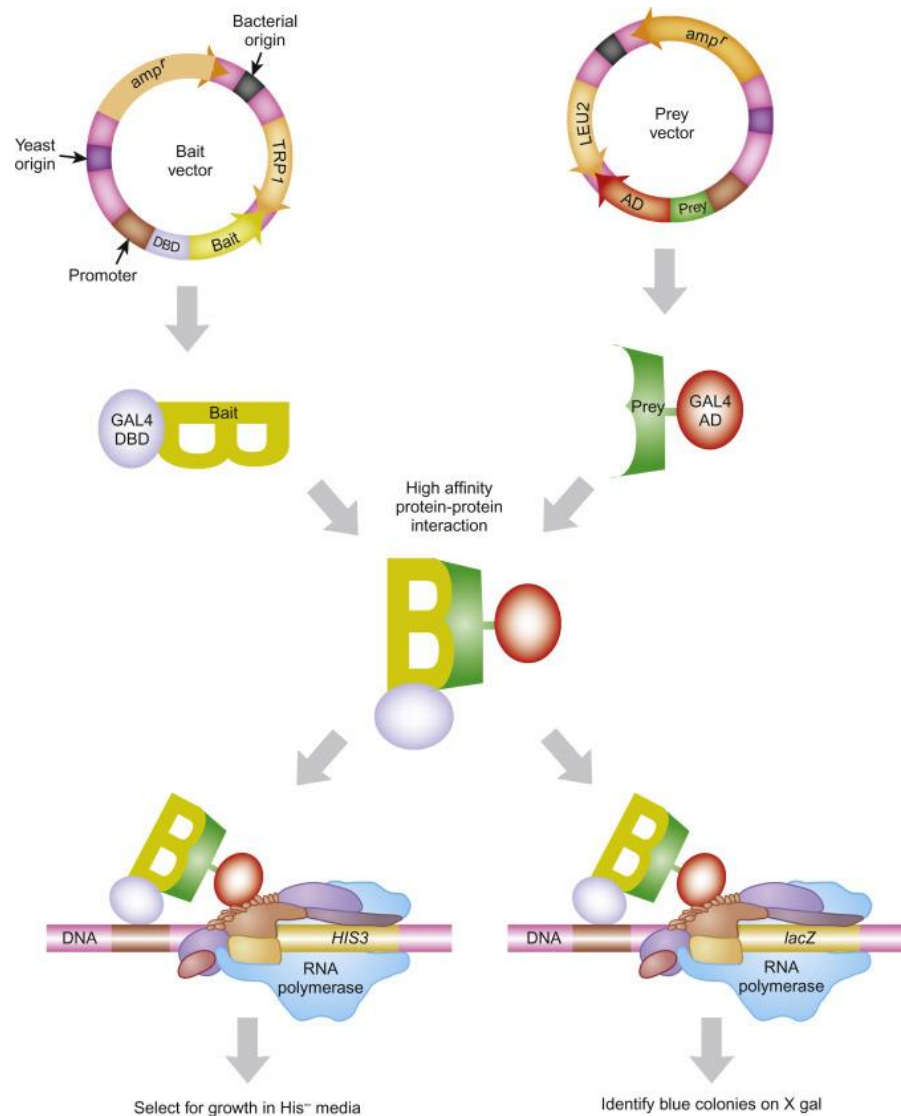 Bacterial
origin
amp^r
Yeast
origin
Bait
vector
TRP1
DBD
Bait
Promoter
amp^r
LEU2
Prey
vector
AD
Prey
GAL4
DBD
Bait
Prey
GAL4
AD
High affinity
protein-protein
interaction
DNA
HIS3
RNA
polymerase
DNA
lacZ
RNA
polymerase
Select for growth in His⁻ media
Identify blue colonies on X gal